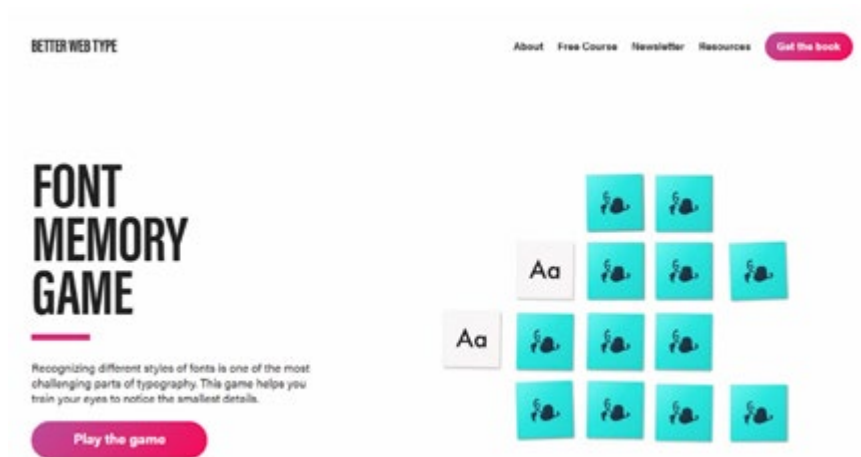 BETTER WEB TYPE
About Free Course Newsletter Resources Get the book
FONT
MEMORY
GAME
Aa
Aa
Recognizing different styles of fonts is one of the most
challenging parts of typography. This game helps you
train your eyes to notice the smallest details.
Play the game